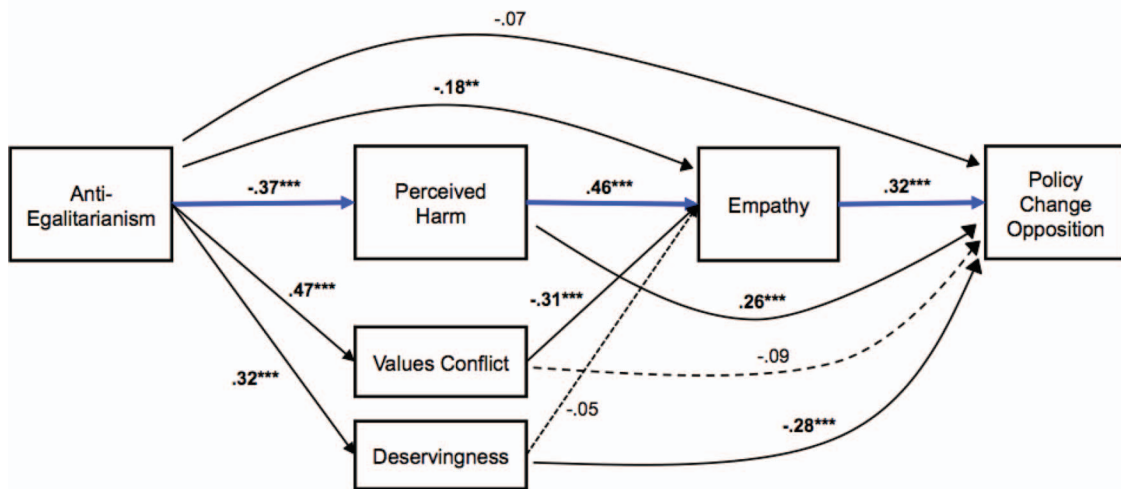 -.07
-.18**
Anti-
Egalitarianism
-.37***
Perceived
Harm
.46***
Empathy
.32***
Policy
Change
Opposition
.47***
-.31***
.26***
.32***
Values Conflict
-.09
-.05
Deservingness
-.28***